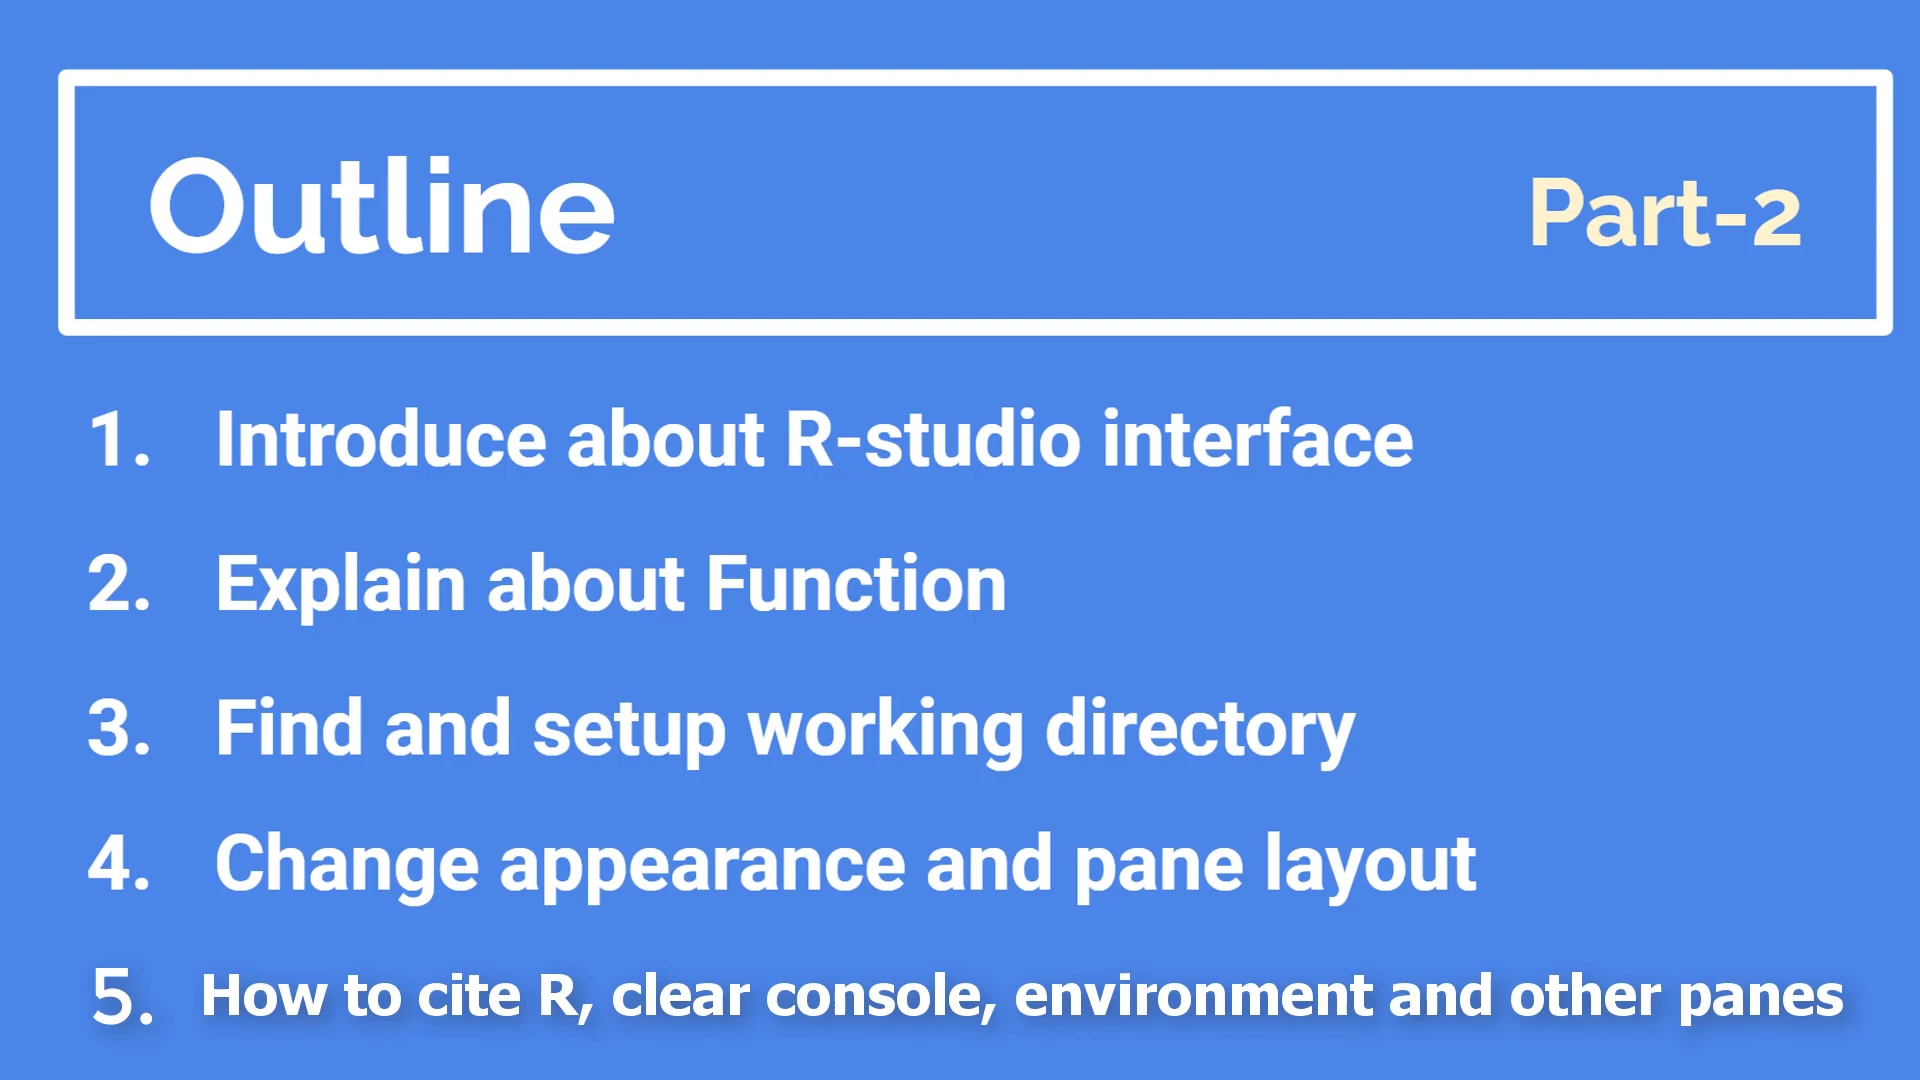 Outline
Part-2
1. Introduce about R-studio interface
2. Explain about Function
3. Find and setup working directory
4. Change appearance and pane layout
5. How to cite R, clear console, environment and other panes